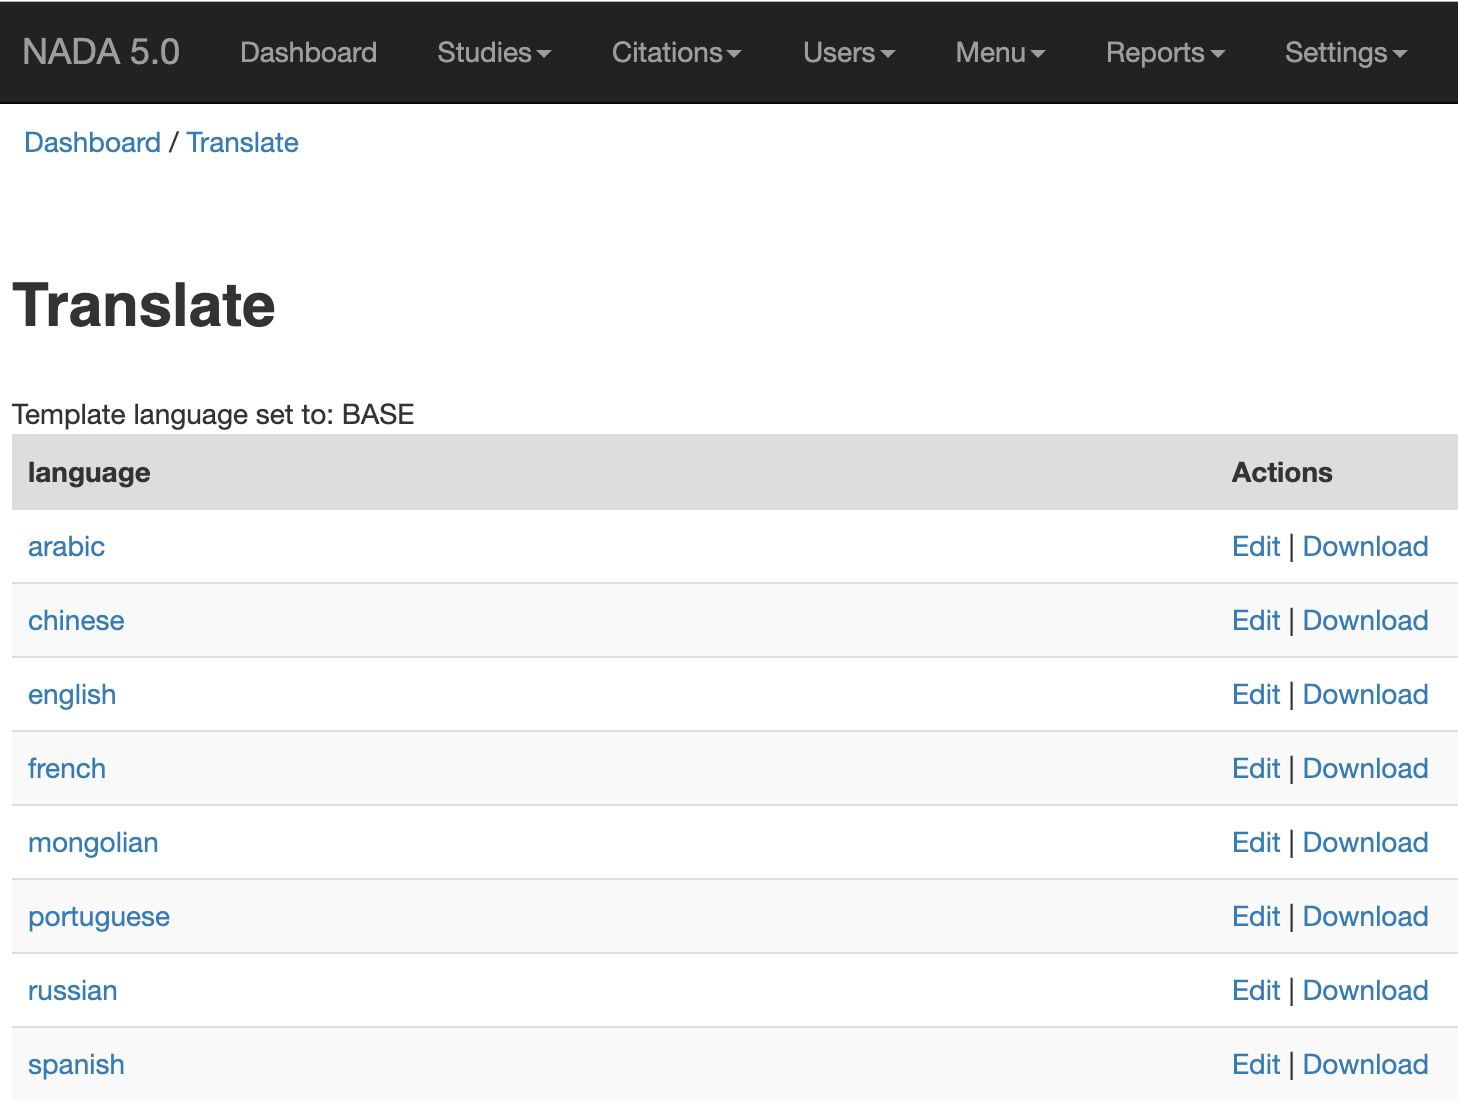 NADA 5.0 Dashboard Studies Citations Users Menu Reports Settings
Dashboard / Translate
Translate
Template language set to: BASE
language Actions
arabic Edit | Download
chinese Edit | Download
english Edit | Download
french Edit | Download
mongolian Edit | Download
portuguese Edit | Download
russian Edit | Download
spanish Edit | Download